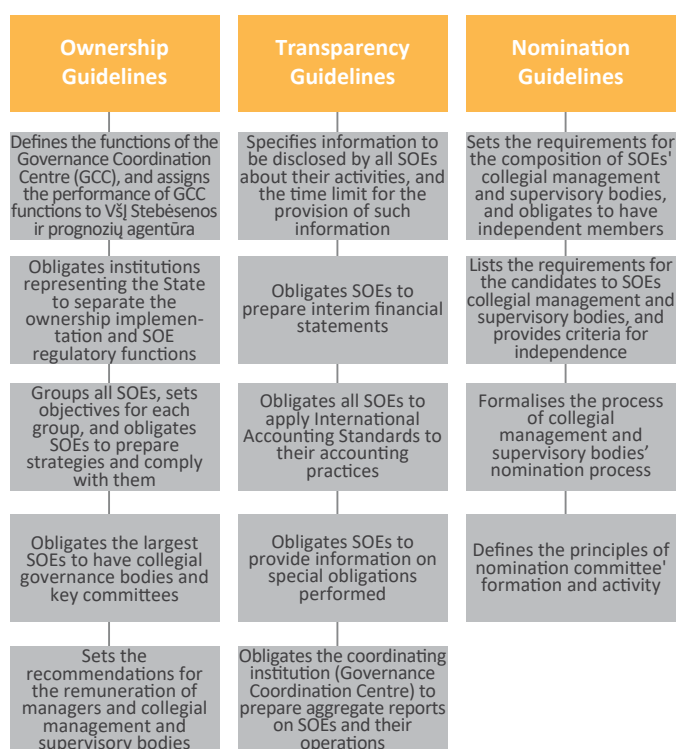 Ownership
Guidelines
Defines the functions of the
Governance Coordination
Centre (GCC), and assigns
the performance of GCC
functions to VšĮ Stebėsenos
ir prognozių agentūra
Obligates institutions
representing the State
to separate the
ownership implemen-
tation and SOE
regulatory functions
Groups all SOEs, sets
objectives for each
group, and obligates
SOEs to prepare
strategies and comply
with them
Obligates the largest
SOEs to have collegial
governance bodies and
key committees
Sets the
recommendations for
the remuneration of
managers and collegial
management and
supervisory bodies
Transparency
Guidelines
Specifies information to
be disclosed by all SOEs
about their activities, and
the time limit for the
provision of such
information
Obligates SOEs to
prepare interim financial
statements
Obligates all SOEs to
apply International
Accounting Standards to
their accounting
practices
Obligates SOEs to
provide information on
special obligations
performed
Obligates the coordinating
institution (Governance
Coordination Centre) to
prepare aggregate reports
on SOEs and their
operations
Nomination
Guidelines
Sets the requirements for
the composition of SOEs'
collegial management
and supervisory bodies,
and obligates to have
independent members
Lists the requirements for
the candidates to SOEs
collegial management and
supervisory bodies, and
provides criteria for
independence
Formalises the process
of collegial
management and
supervisory bodies’
nomination process
Defines the principles of
nomination committee'
formation and activity